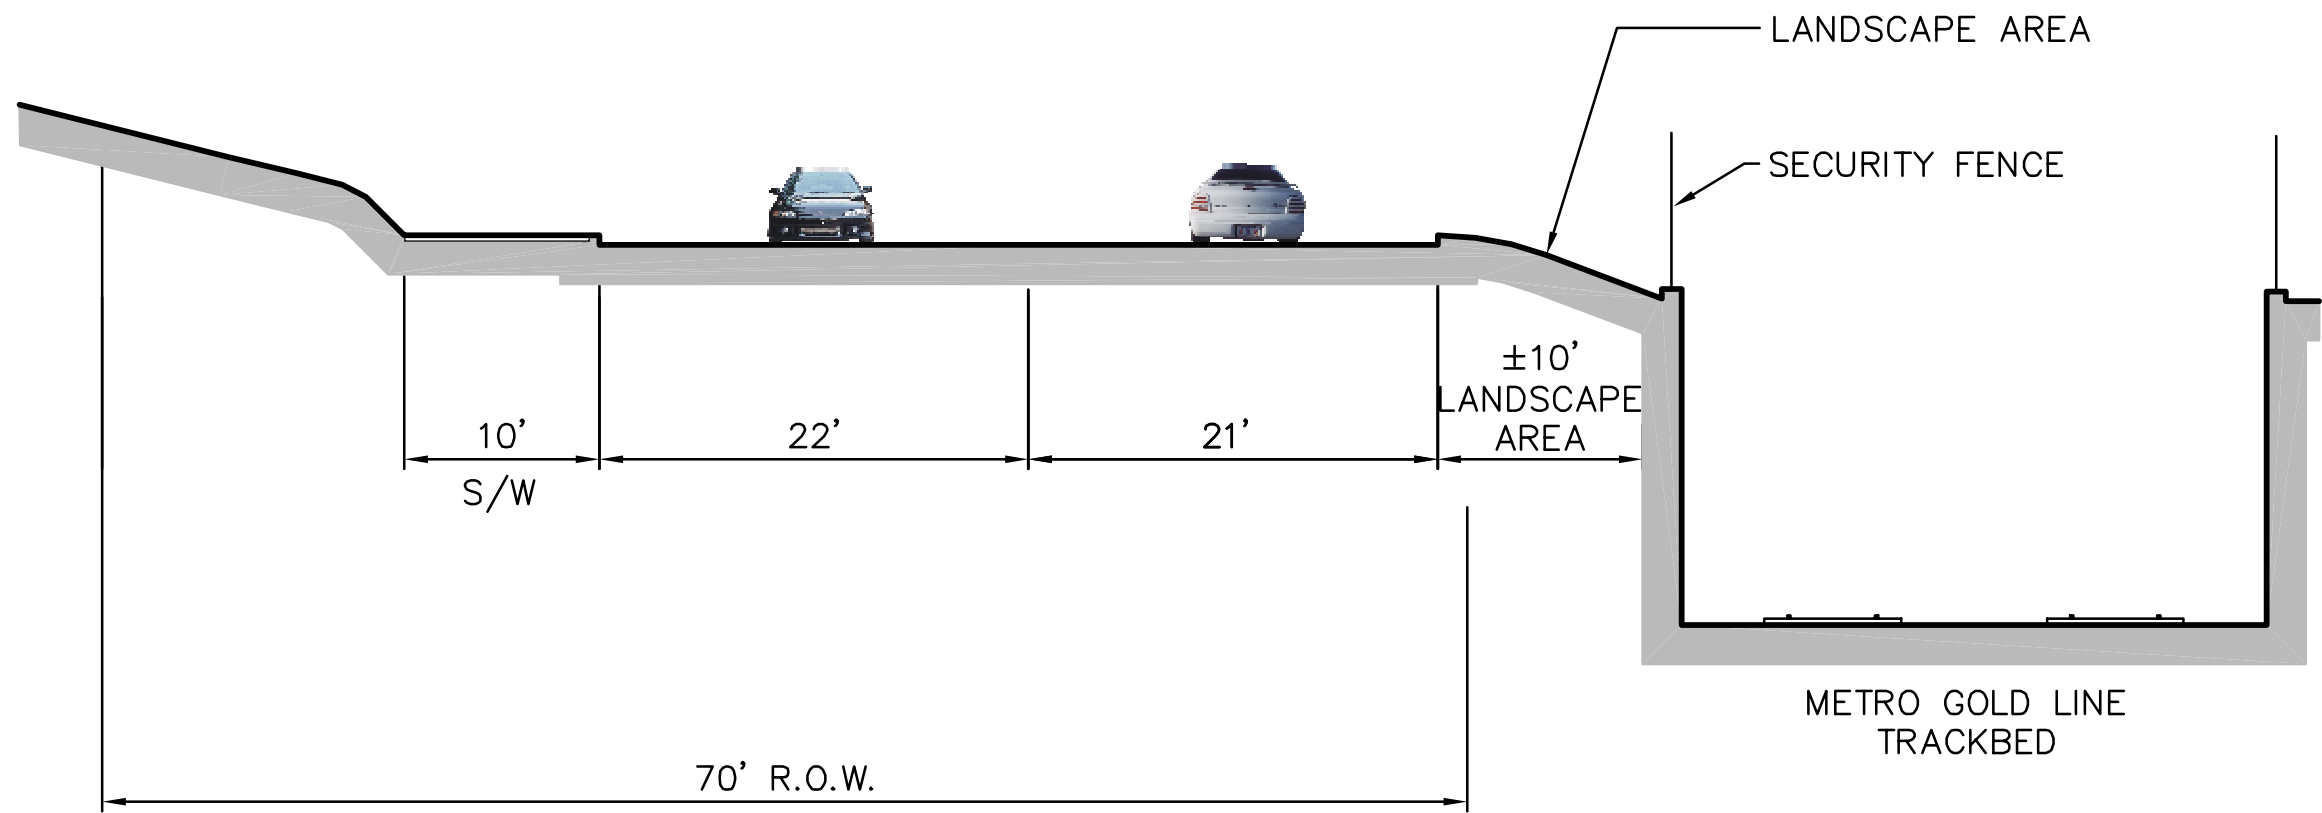 LANDSCAPE AREA
SECURITY FENCE
±10'
LANDSCAPE
AREA
10'
22'
21'
S/W
METRO GOLD LINE
TRACKBED
70' R.O.W.